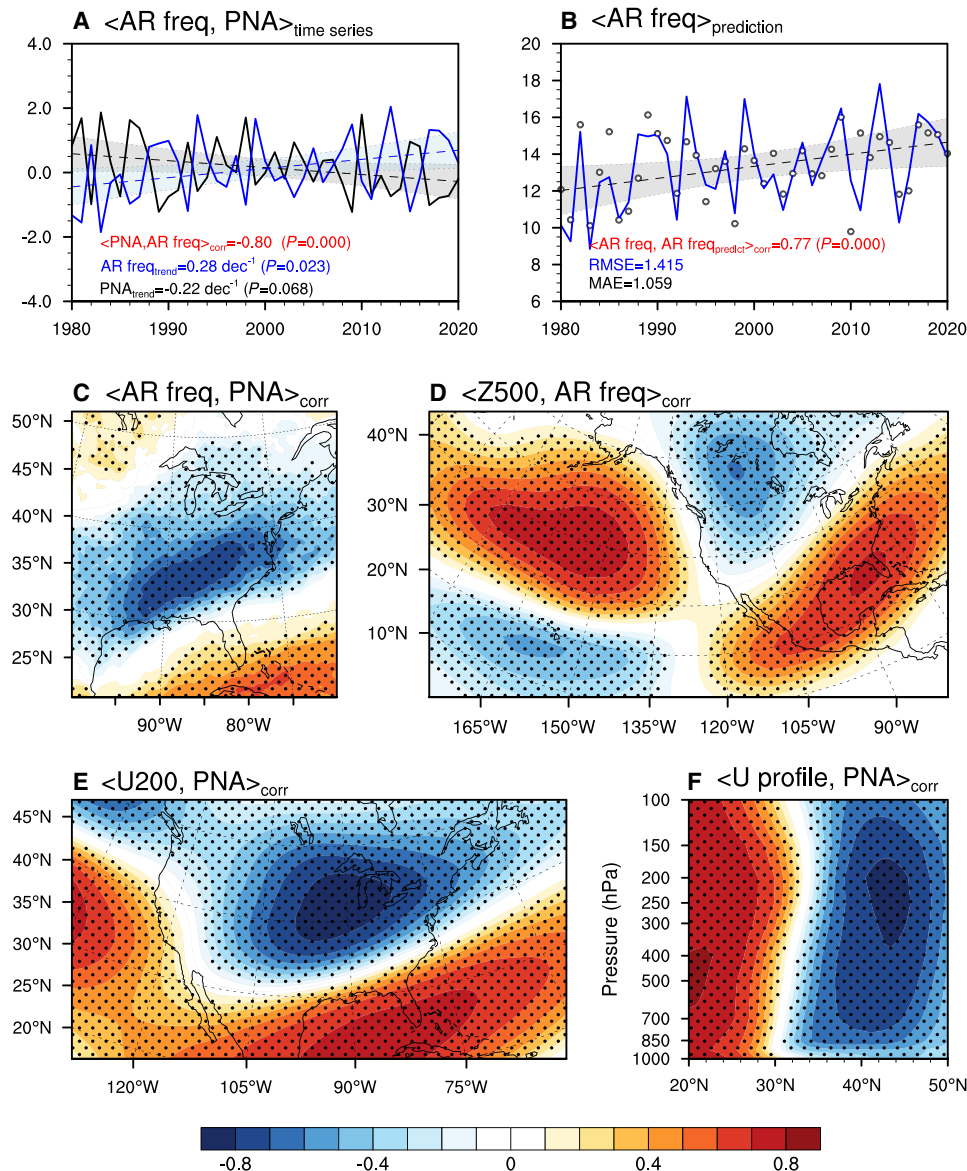 A <AR freq, PNA>time series
4.0
2.0
0.0
-2.0
-4.0
<PNA,AR freq>corr=-0.80 (P=0.000)
AR freqtrend=0.28 dec-1 (P=0.023)
PNAtrend=-0.22 dec-1 (P=0.068)
1980 1990 2000 2010 2020
B <AR freq>prediction
20
18
16
14
12
10
8
6
<AR freq, AR freqpredict>corr=0.77 (P=0.000)
RMSE=1.415
MAE=1.059
1980 1990 2000 2010 2020
C <AR freq, PNA>corr
50°N
45°N
40°N
35°N
30°N
25°N
90°W 80°W
D <Z500, AR freq>corr
40°N
30°N
20°N
10°N
165°W 150°W 135°W 120°W 105°W 90°W
E <U200, PNA>corr
45°N
40°N
35°N
30°N
25°N
20°N
120°W 105°W 90°W 75°W
F <U profile, PNA>corr
Pressure (hPa)
100
150
200
250
300
400
500
700
850
1000
20°N 30°N 40°N 50°N
-0.8 -0.4 0 0.4 0.8